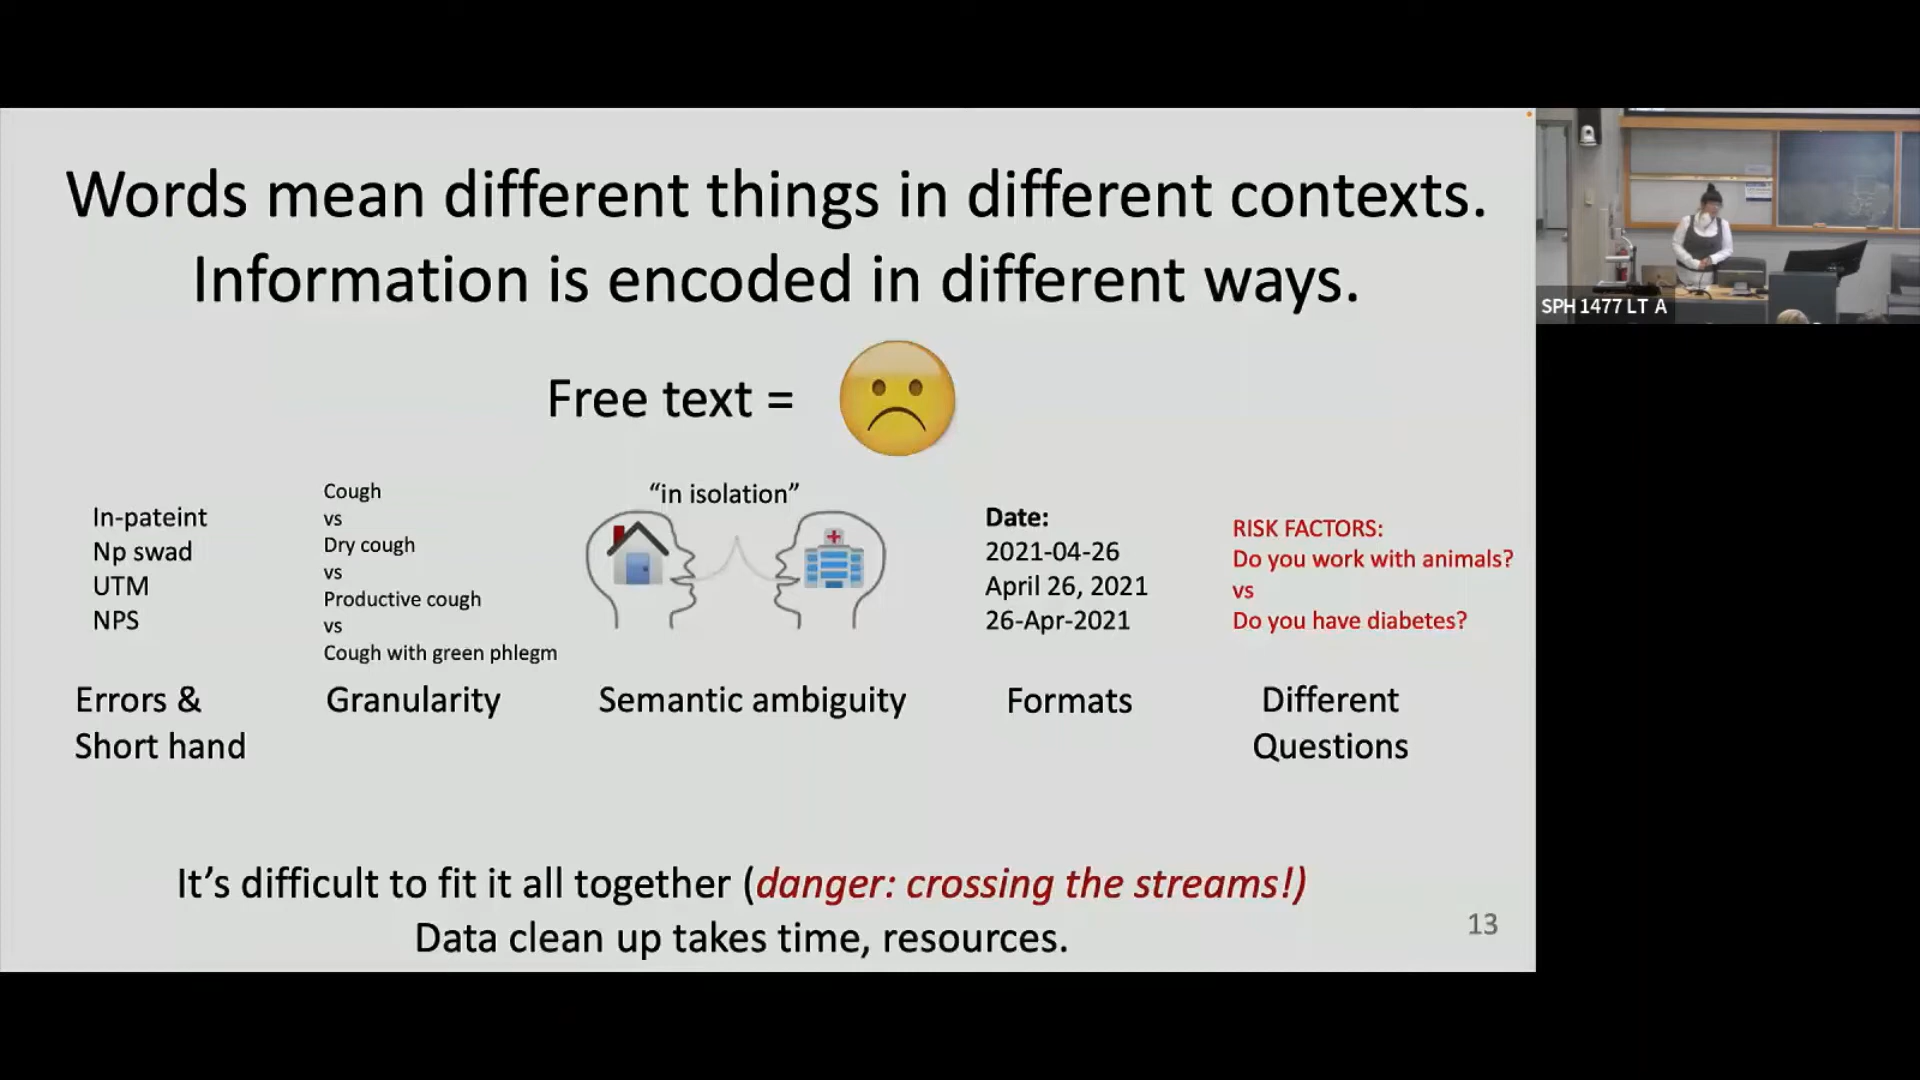 Words mean different things in different contexts.
Information is encoded in different ways.
Free text =
In-pateint
Np swad
UTM
NPS
Errors &
Short hand
Cough
vs
Dry cough
vs
Productive cough
vs
Cough with green phlegm
Granularity
“in isolation”
Semantic ambiguity
Date:
2021-04-26
April 26, 2021
26-Apr-2021
Formats
RISK FACTORS:
Do you work with animals?
vs
Do you have diabetes?
Different
Questions
It’s difficult to fit it all together (danger: crossing the streams!)
Data clean up takes time, resources.
13
SPH 1477 LT A